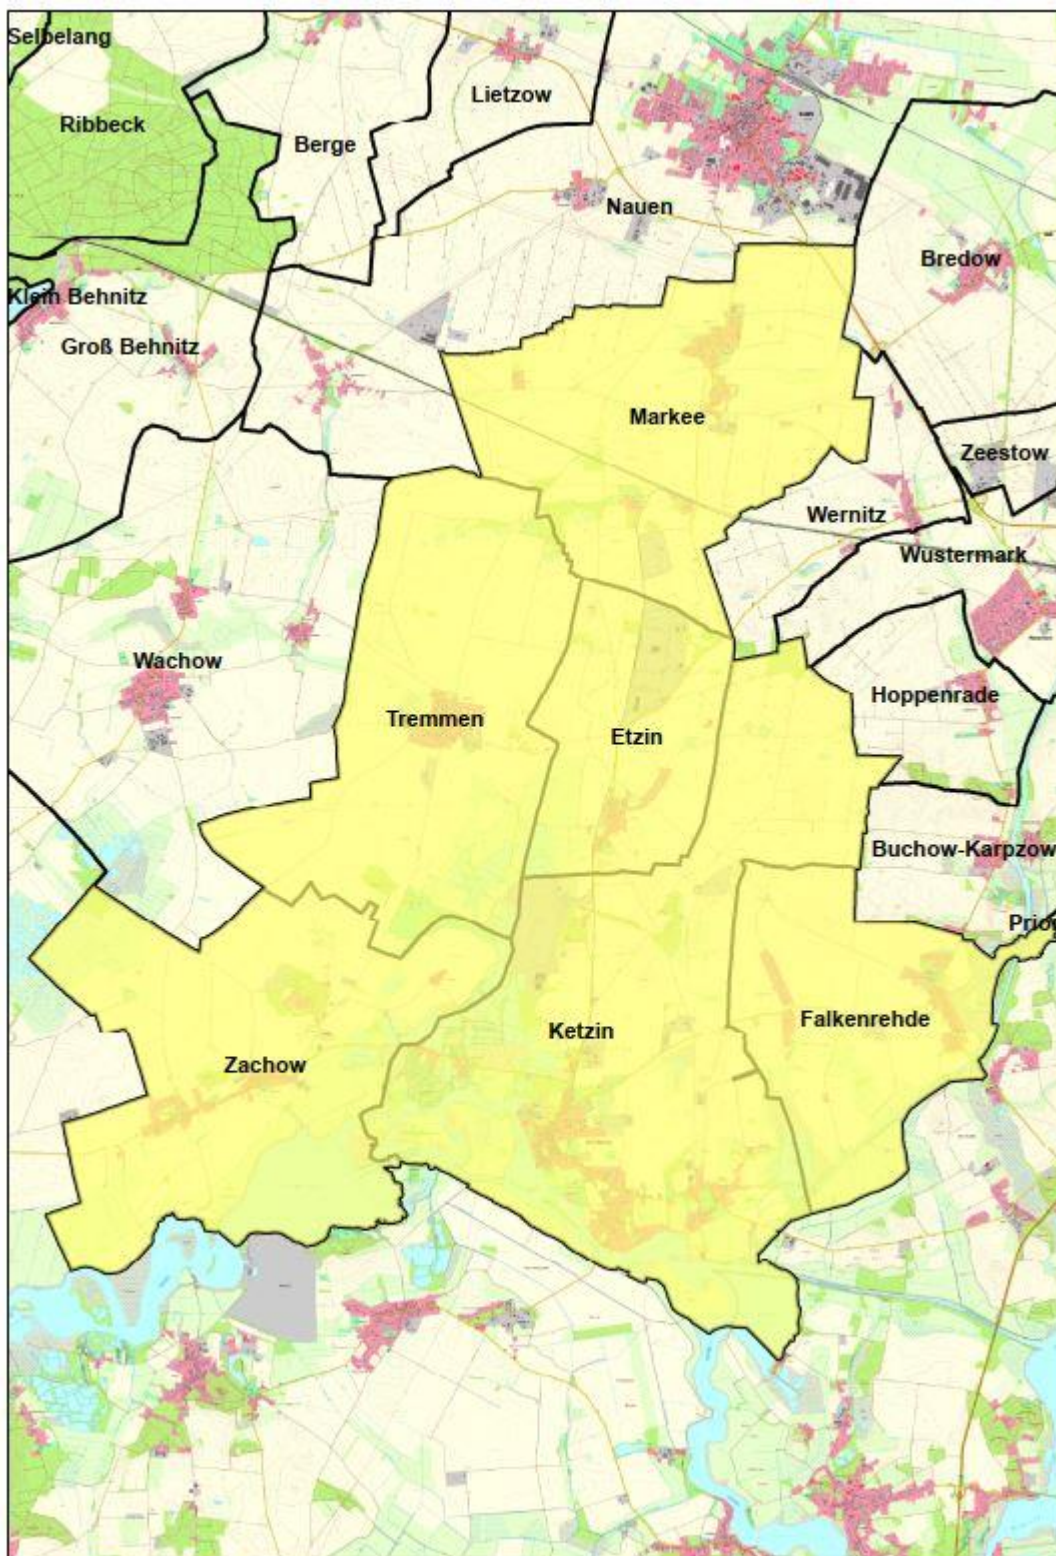 Selbelang
Lietzow
Ribbeck
Berge
Nauen
Bredow
Klein Behnitz
Groß Behnitz
Markee
Zeestow
Wernitz
Wustermark
Wachow
Hoppenrade
Tremmen
Etzin
Buchow-Karpzow
Prior
Falkenrehde
Ketzin
Zachow